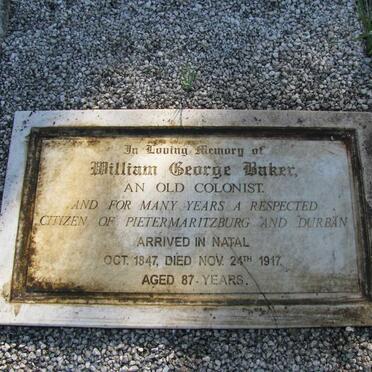 In Loving Memory of
William George Baker,
AN OLD COLONIST.
AND FOR MANY YEARS A RESPECTED
CITIZEN OF PIETERMARITZBURG AND DURBAN
ARRIVED IN NATAL
OCT. 1847, DIED NOV. 24TH 1917.
AGED 87 YEARS.